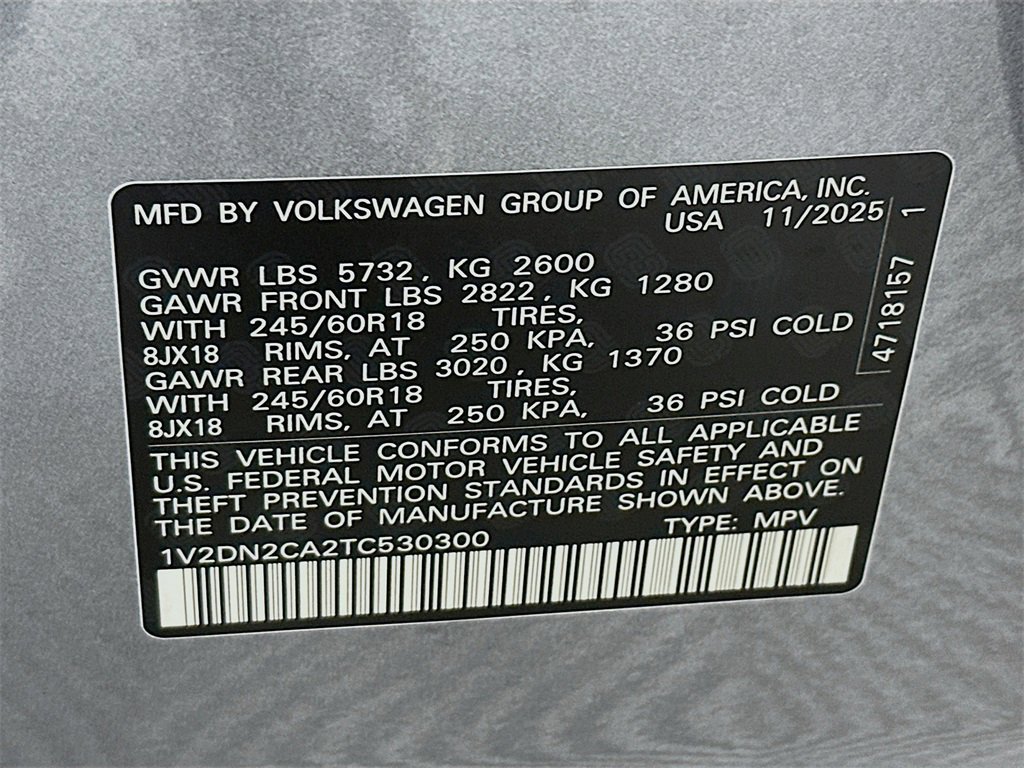 MFD BY VOLKSWAGEN GROUP OF AMERICA, INC.
USA 11/2025
GVWR LBS 5732, KG 2600
GAWR FRONT LBS 2822, KG 1280
WITH 245/60R18 TIRES,
8JX18 RIMS, AT 250 KPA, 36 PSI COLD
GAWR REAR LBS 3020, KG 1370
WITH 245/60R18 TIRES,
8JX18 RIMS, AT 250 KPA, 36 PSI COLD
THIS VEHICLE CONFORMS TO ALL APPLICABLE
U.S. FEDERAL MOTOR VEHICLE SAFETY AND
THEFT PREVENTION STANDARDS IN EFFECT ON
THE DATE OF MANUFACTURE SHOWN ABOVE.
1V2DN2CA2TC530300 TYPE: MPV
4718157 1